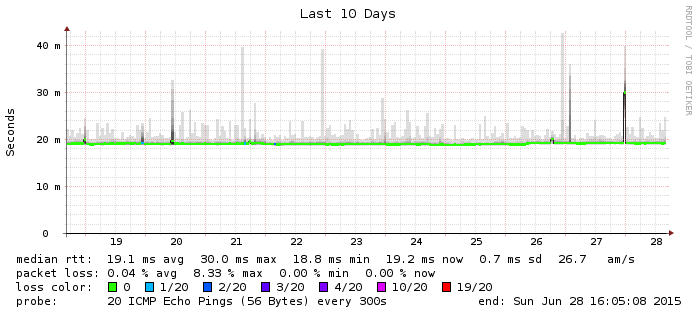 Last 10 Days
RRDTOOL / TOBI OETIKER
Seconds
40 m
30 m
20 m
10 m
0
19 20 21 22 23 24 25 26 27 28
median rtt: 19.1 ms avg 30.0 ms max 18.8 ms min 19.2 ms now 0.7 ms sd 26.7 am/s
packet loss: 0.04 % avg 8.33 % max 0.00 % min 0.00 % now
loss color: 0 1/20 2/20 3/20 4/20 10/20 19/20
probe: 20 ICMP Echo Pings (56 Bytes) every 300s end: Sun Jun 28 16:05:08 2015